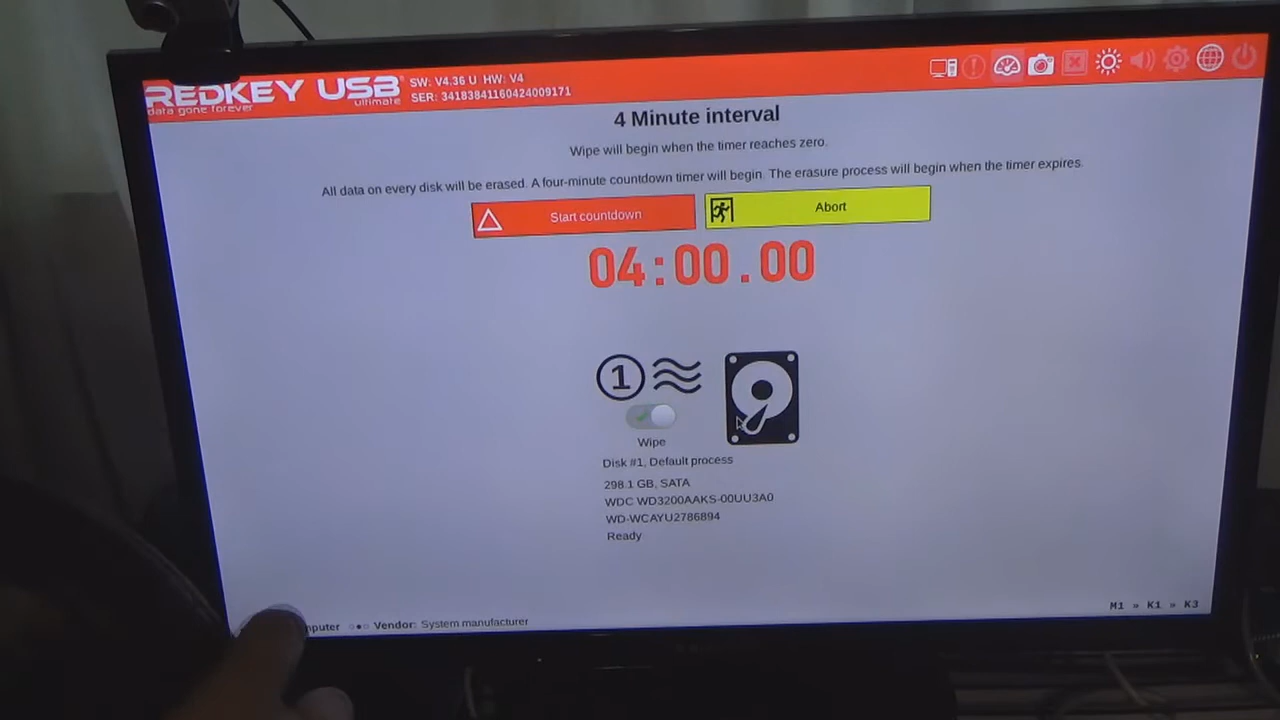 REDKEY USB
data gone forever
ultimate
SW: V4.36 U HW: V4
SER: 34183841160424009171
4 Minute interval
Wipe will begin when the timer reaches zero.
All data on every disk will be erased. A four-minute countdown timer will begin. The erasure process will begin when the timer expires.
Start countdown
Abort
04:00.00
1
Wipe
Disk #1, Default process
298.1 GB, SATA
WDC WD3200AAKS-00UU3A0
WD-WCAYU2786894
Ready
M1 » K1 » K3
Vendor: System manufacturer